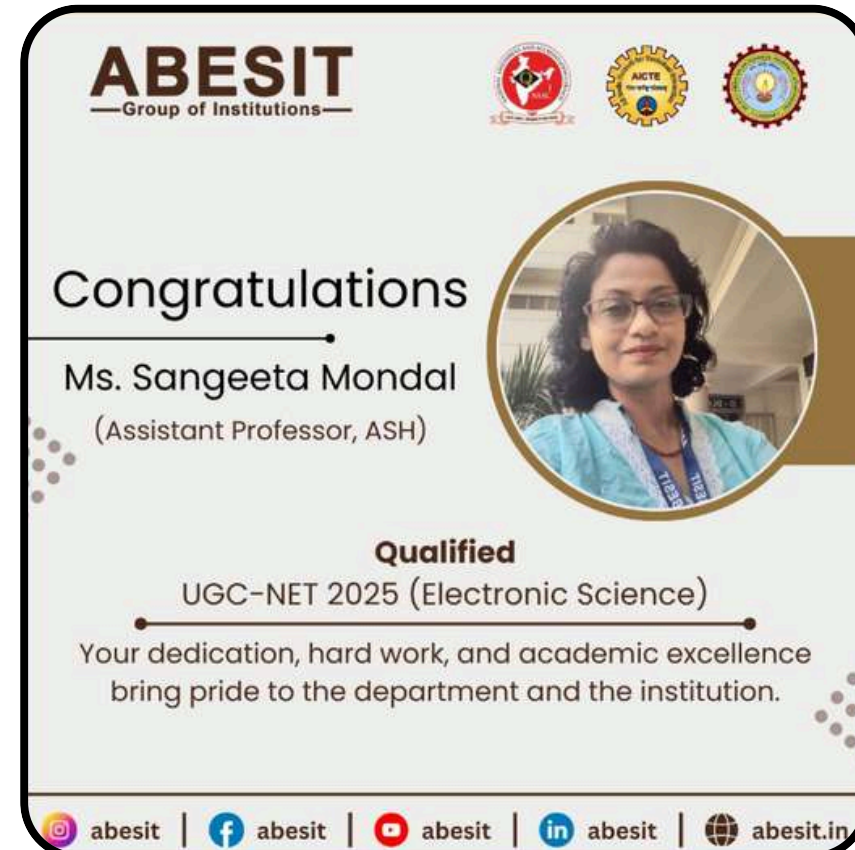 ABESIT
Group of Institutions
AICTE
Congratulations
Ms. Sangeeta Mondal
(Assistant Professor, ASH)
Qualified
UGC-NET 2025 (Electronic Science)
Your dedication, hard work, and academic excellence
bring pride to the department and the institution.
abesit | abesit | abesit | abesit | abesit.in